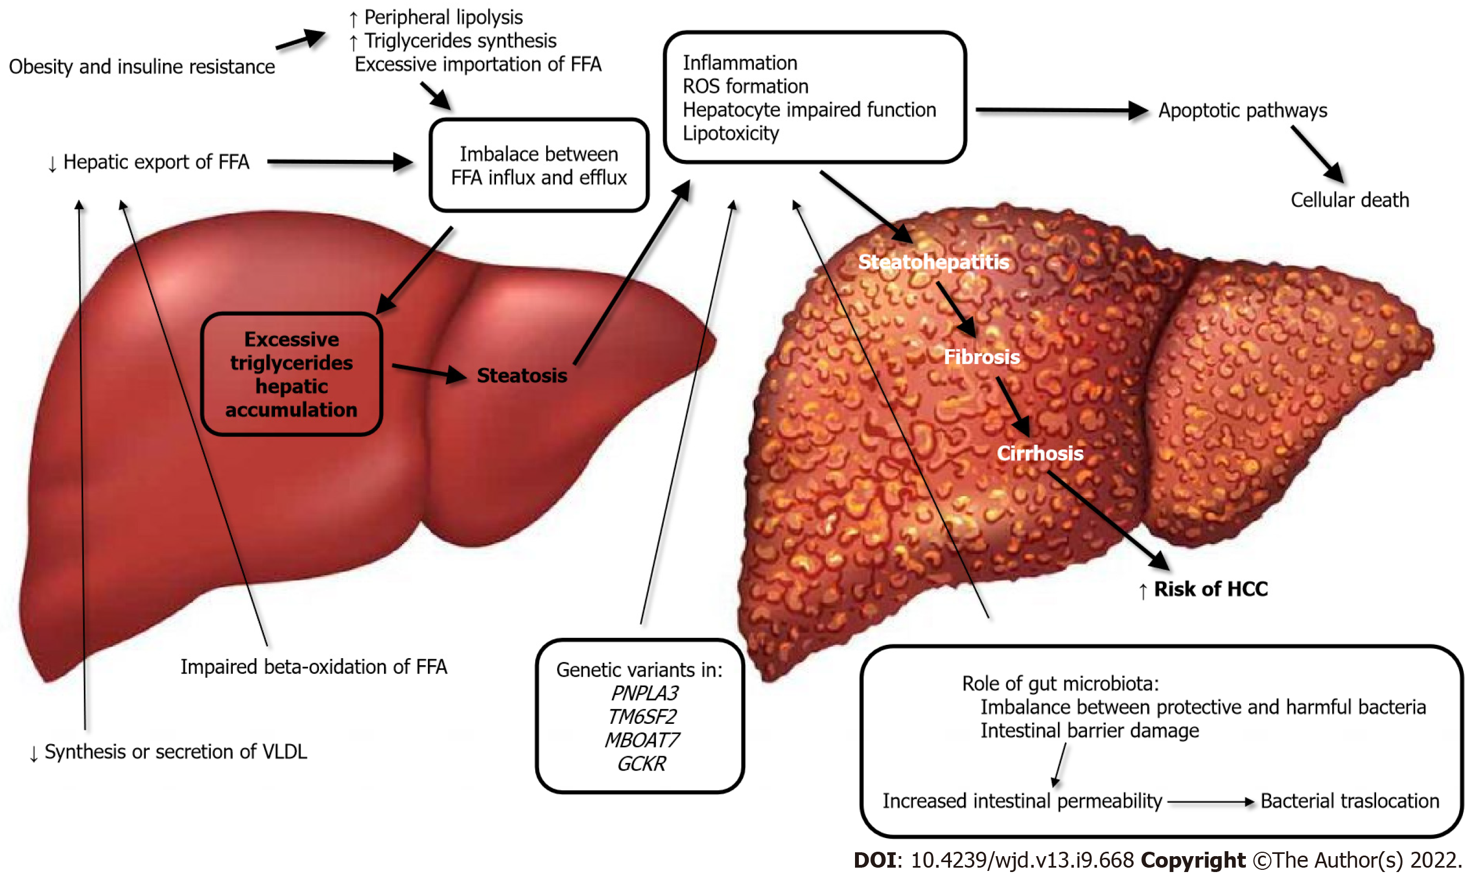 ↑ Peripheral lipolysis
↑ Triglycerides synthesis
Excessive importation of FFA
Obesity and insuline resistance
↓ Hepatic export of FFA
Imbalace between
FFA influx and efflux
Inflammation
ROS formation
Hepatocyte impaired function
Lipotoxicity
Apoptotic pathways
Cellular death
Excessive
triglycerides
hepatic
accumulation
Steatosis
Steatohepatitis
Fibrosis
Cirrhosis
↑ Risk of HCC
Impaired beta-oxidation of FFA
↓ Synthesis or secretion of VLDL
Genetic variants in:
PNPLA3
TM6SF2
MBOAT7
GCKR
Role of gut microbiota:
Imbalance between protective and harmful bacteria
Intestinal barrier damage
Increased intestinal permeability
Bacterial traslocation
DOI: 10.4239/wjd.v13.i9.668 Copyright ©The Author(s) 2022.